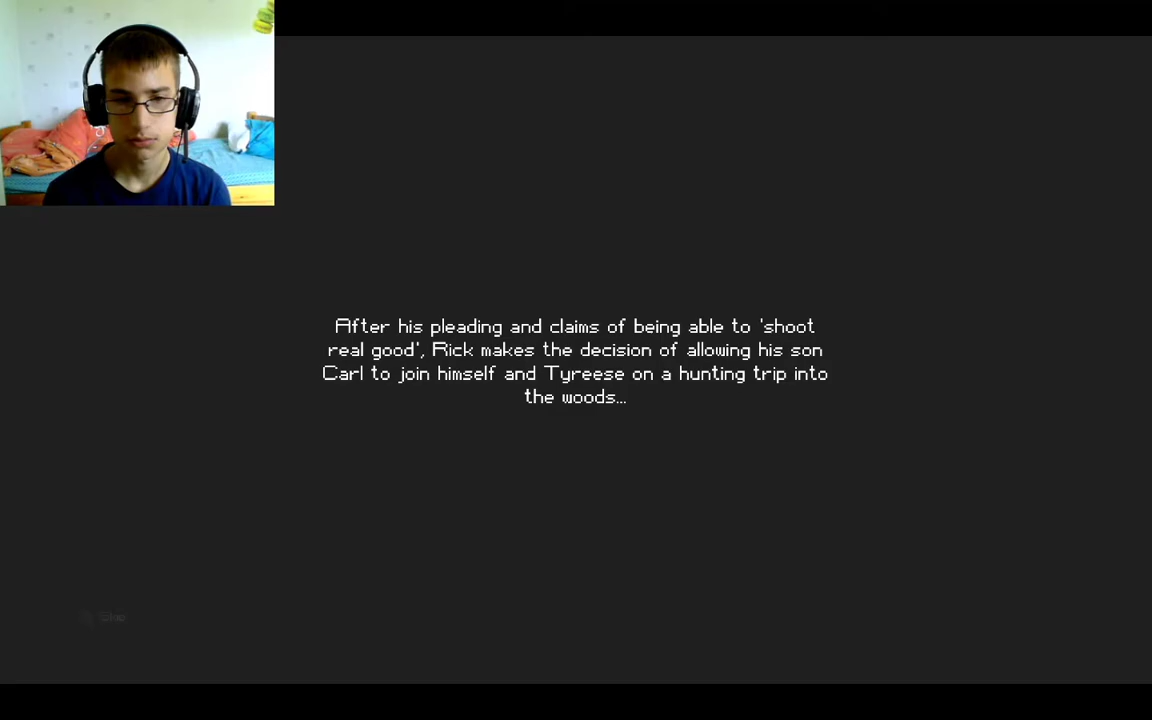 After his pleading and claims of being able to 'shoot
real good', Rick makes the decision of allowing his son
Carl to join himself and Tyreese on a hunting trip into
the woods...
Skip